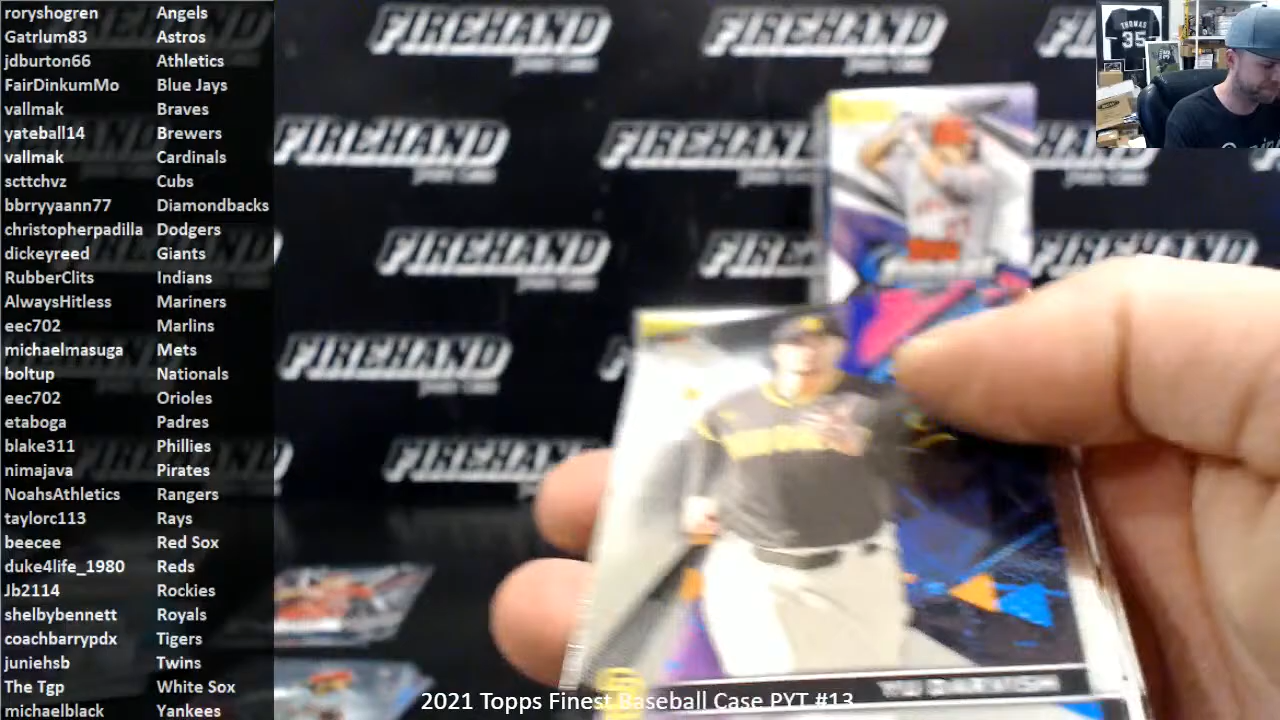 roryshogren Angels
Gatrlum83 Astros
jdburton66 Athletics
FairDinkumMo Blue Jays
vallmak Braves
yateball14 Brewers
vallmak Cardinals
scttchvz Cubs
bbrryyaann77 Diamondbacks
christopherpadilla Dodgers
dickeyreed Giants
RubberClits Indians
AlwaysHitless Mariners
eec702 Marlins
michaelmasuga Mets
boltup Nationals
eec702 Orioles
etaboga Padres
blake311 Phillies
nimajava Pirates
NoahsAthletics Rangers
taylorc113 Rays
beecee Red Sox
duke4life_1980 Reds
Jb2114 Rockies
shelbybennett Royals
coachbarrypdx Tigers
juniehsb Twins
The Tgp White Sox
michaelblack Yankees
FIREHAND FIREHAND
FIREHAND FIREHAND
FIREHAND FIREHAND
FIREHAND
FIREHAND
THOMAS
35
YU DARVISH
2021 Topps Finest Baseball Case PYT #13